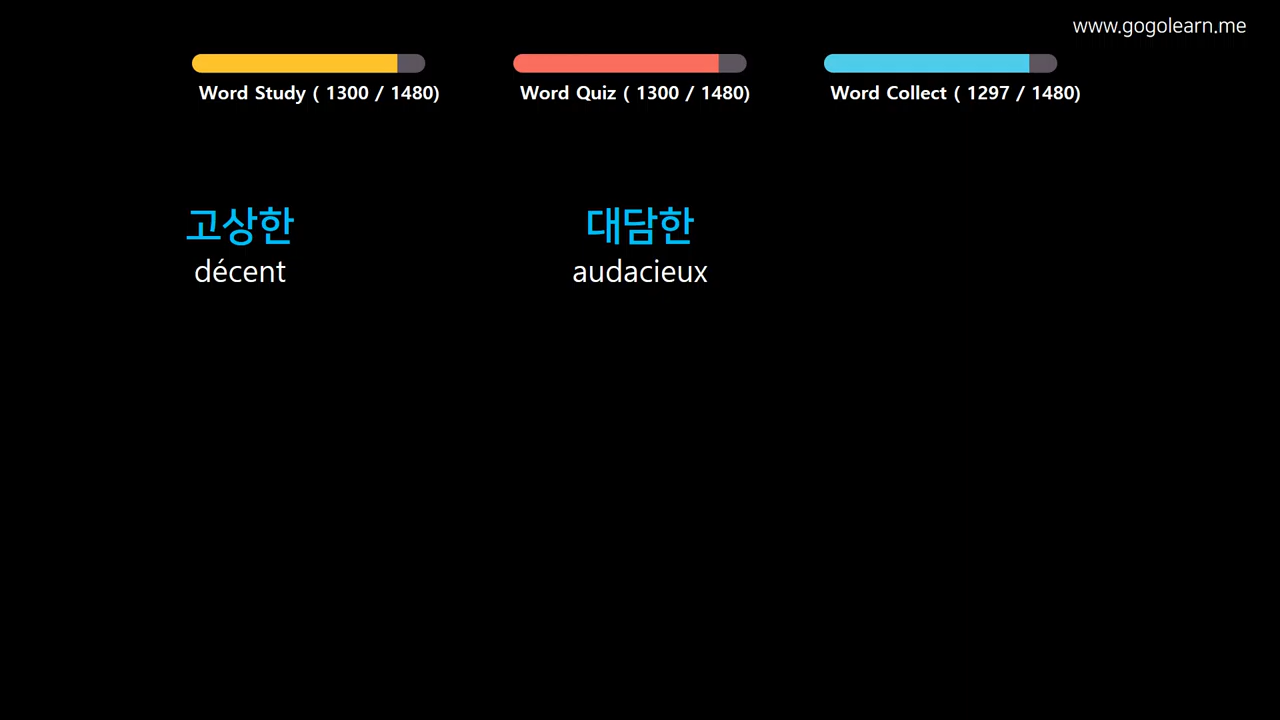 www.gogolearn.me
Word Study ( 1300 / 1480)
Word Quiz ( 1300 / 1480)
Word Collect ( 1297 / 1480)
고상한
décent
대담한
audacieux